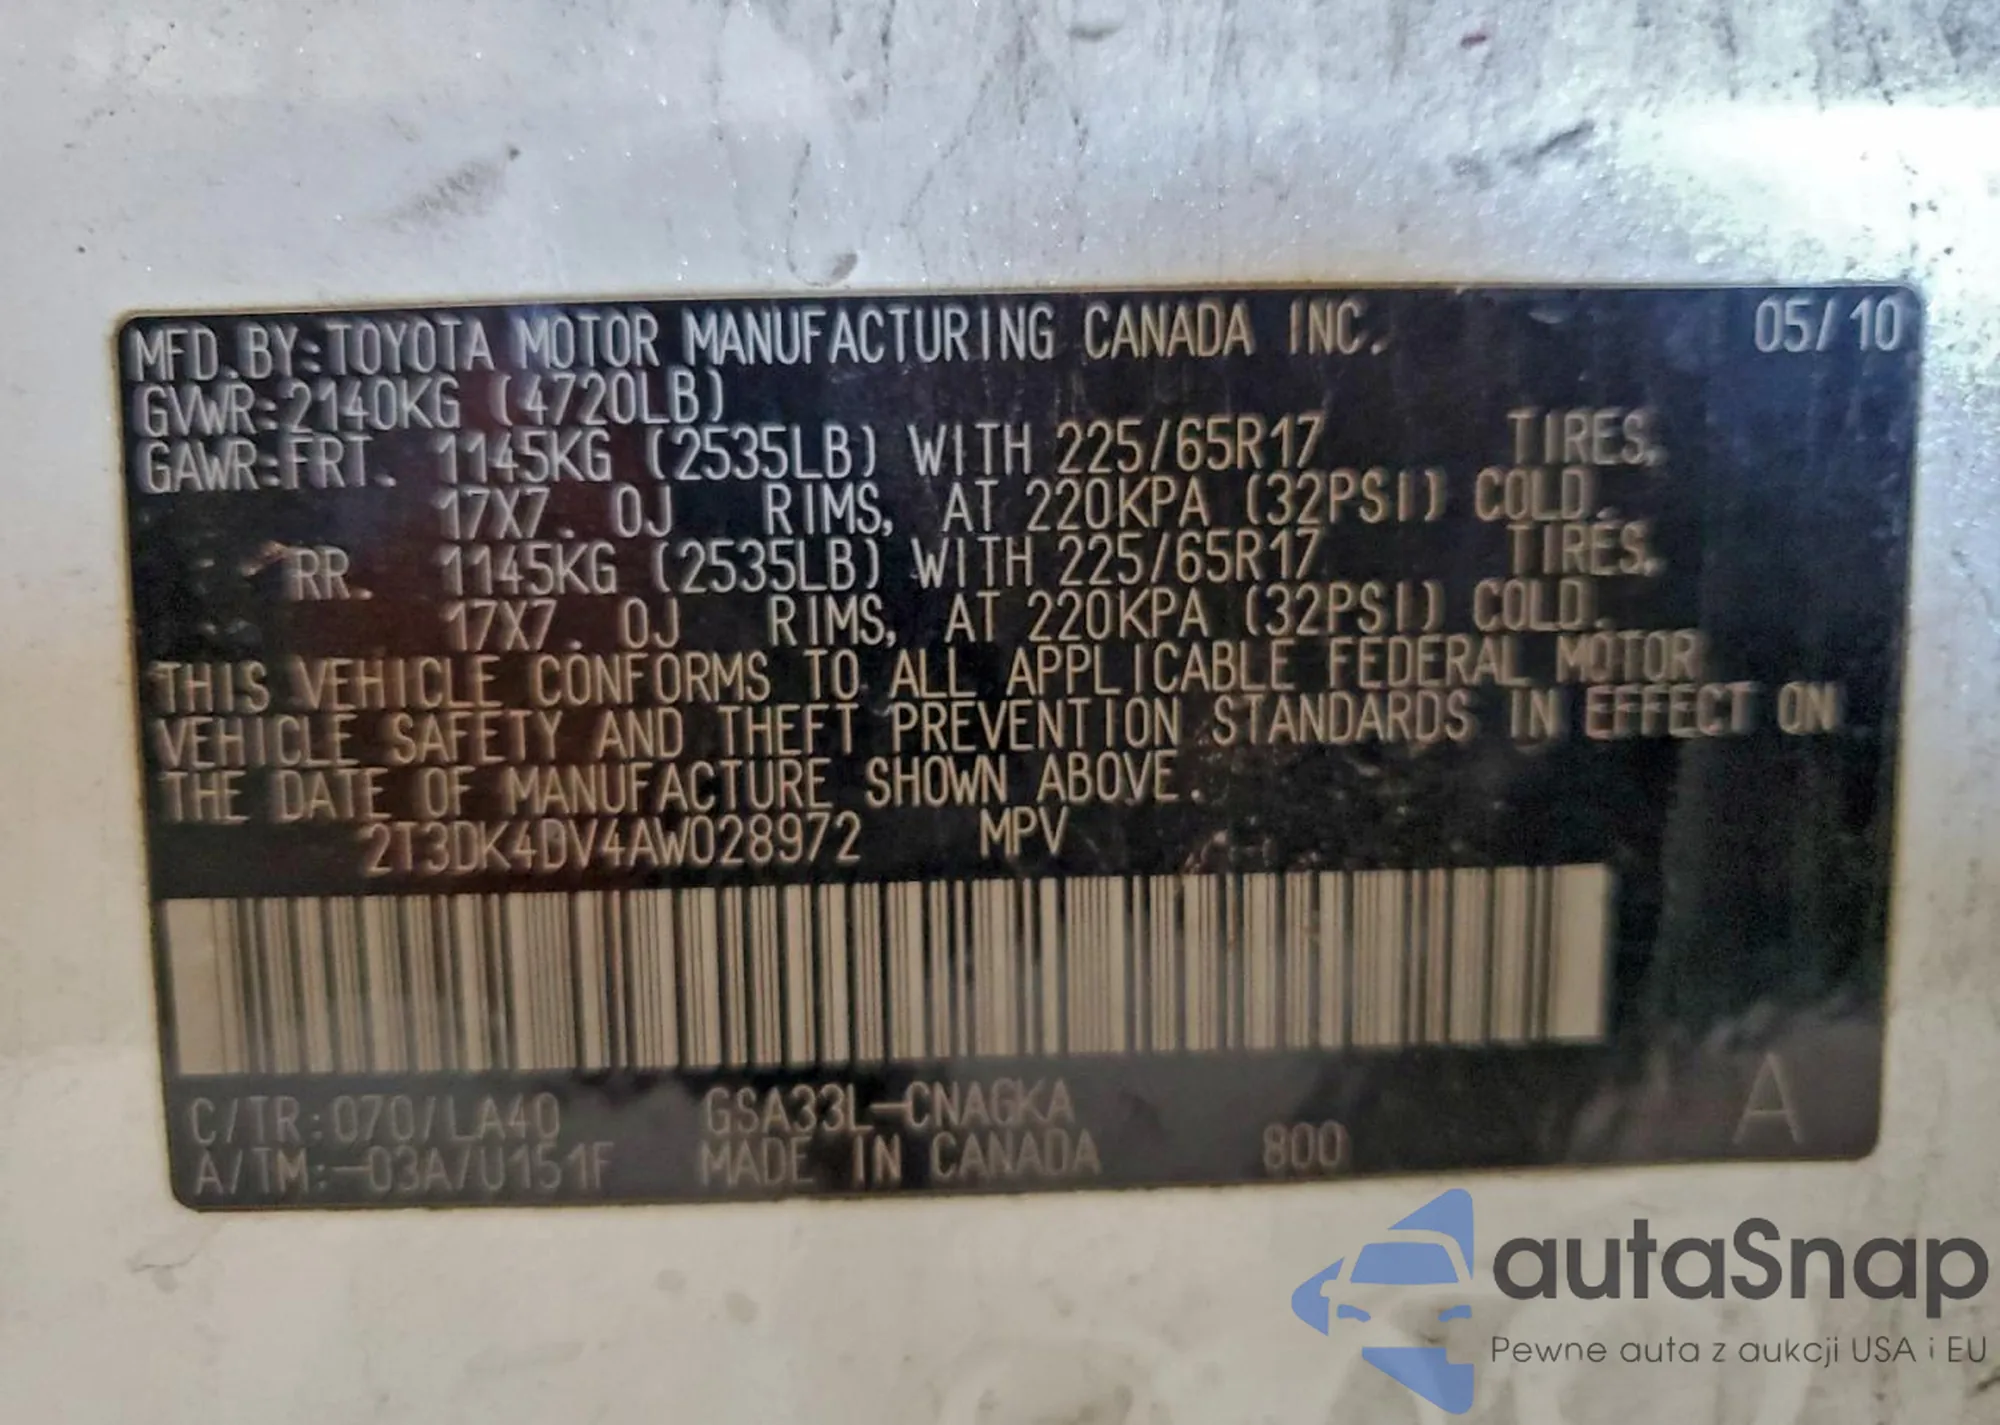 MFD.BY:TOYOTA MOTOR MANUFACTURING CANADA INC. 05/10
GVWR:2140KG (4720LB)
GAWR:FRT. 1145KG (2535LB) WITH 225/65R17 TIRES,
17X7.0J RIMS, AT 220KPA (32PSI) COLD.
RR. 1145KG (2535LB) WITH 225/65R17 TIRES,
17X7.0J RIMS, AT 220KPA (32PSI) COLD.
THIS VEHICLE CONFORMS TO ALL APPLICABLE FEDERAL MOTOR
VEHICLE SAFETY AND THEFT PREVENTION STANDARDS IN EFFECT ON
THE DATE OF MANUFACTURE SHOWN ABOVE.
2T3DK4DV4AW028972 MPV
C/TR:070/LA40 GSA33L-CNAGKA A
A/TM:-03A/U151F MADE IN CANADA 800
autaSnap
Pewne auta z aukcji USA i EU